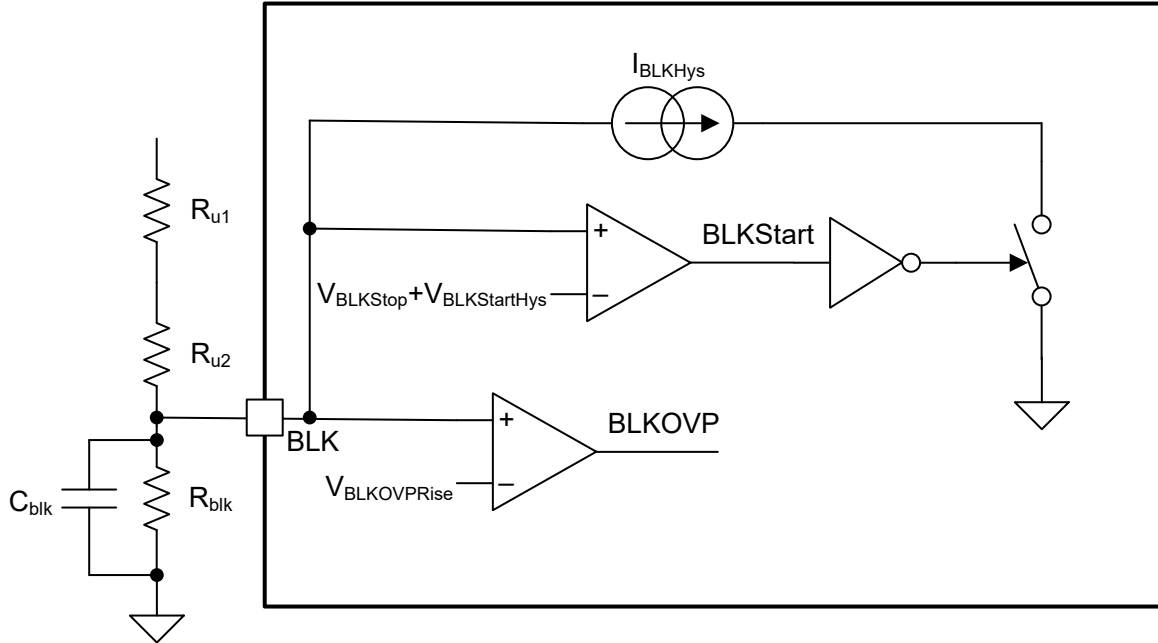 I_BLKHys
R_u1
BLKStart
V_BLKStop+V_BLKStartHys
R_u2
BLK
BLKOVP
V_BLKOVPRise
C_blk
R_blk
+
−
+
−